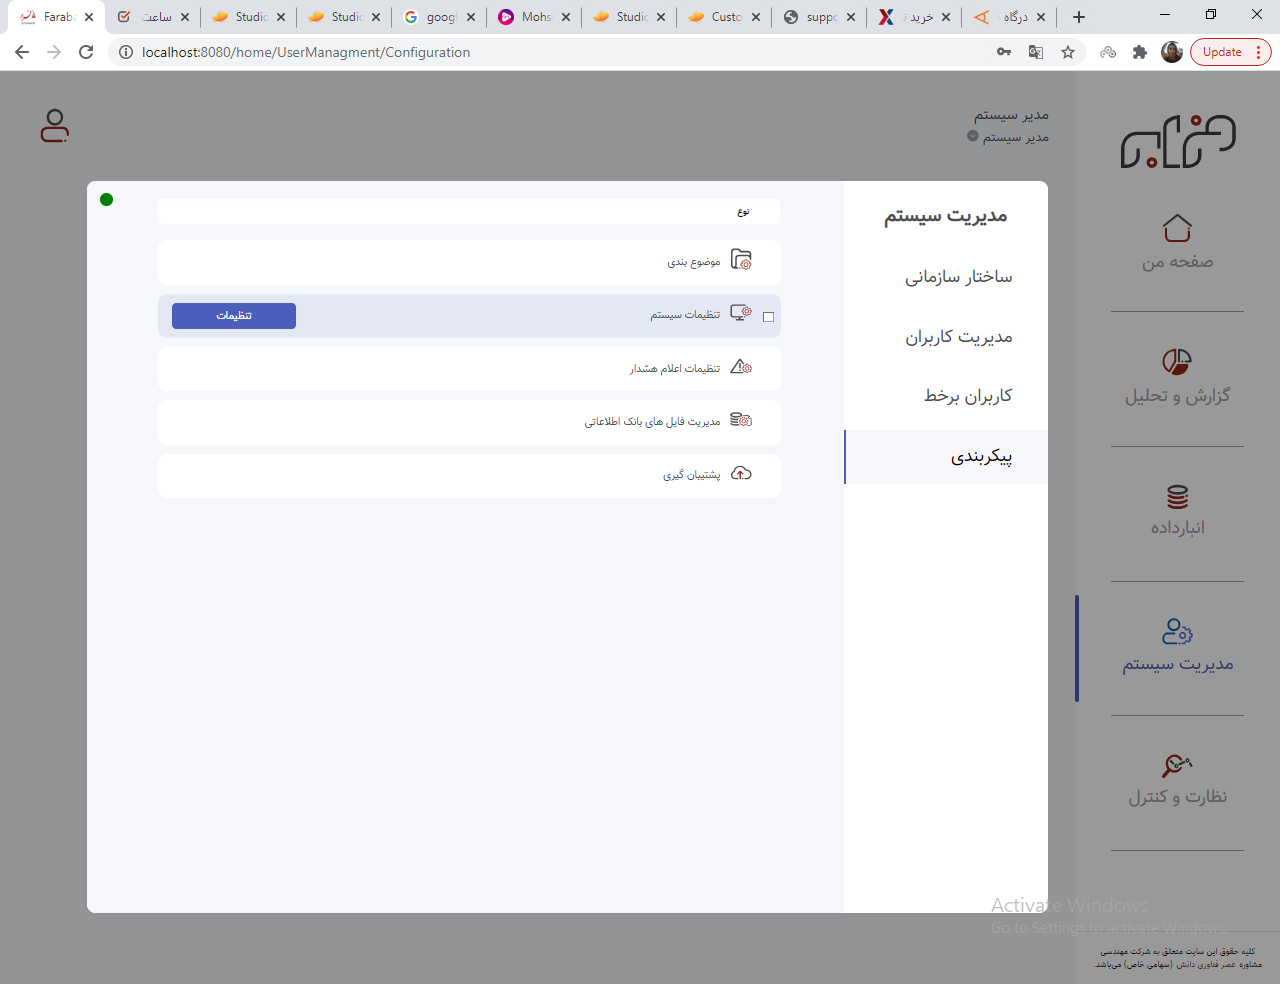 Farab
ساعت
Studio
Studio
googl
Mohs
Studio
Custo
suppo
خرید
درگاه
localhost:8080/home/UserManagment/Configuration
Update
مدیر سیستم
مدیر سیستم
فرابر
صفحه من
گزارش و تحلیل
انبارداده
مدیریت سیستم
نظارت و کنترل
مدیریت سیستم
ساختار سازمانی
مدیریت کاربران
کاربران برخط
پیکربندی
نوع
موضوع بندی
تنظیمات سیستم
تنظیمات
تنظیمات اعلام هشدار
مدیریت فایل های بانک اطلاعاتی
پشتیبان گیری
Activate Windows
Go to Settings to activate Windows.
کلیه حقوق این سایت متعلق به شرکت مهندسی
مشاوره عصر فناوری دانش (سهامی خاص) می‌باشد.